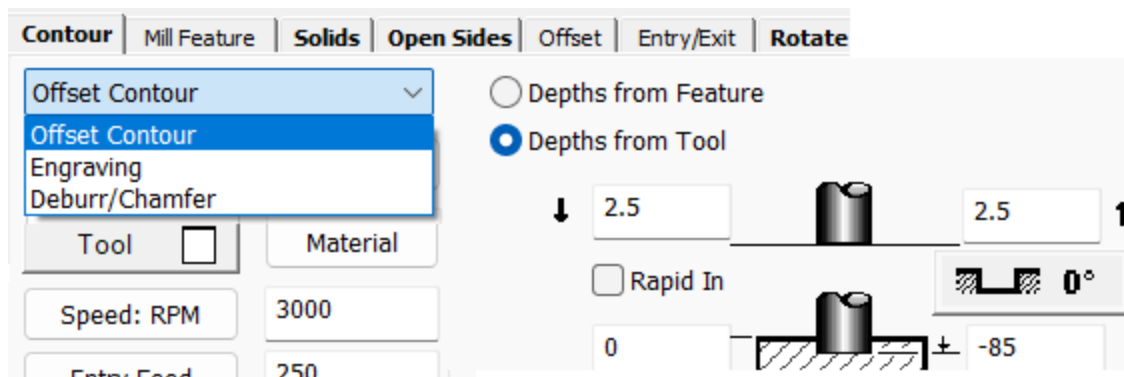 Contour Mill Feature Solids Open Sides Offset Entry/Exit Rotate
Offset Contour
Offset Contour
Engraving
Deburr/Chamfer
Depths from Feature
Depths from Tool
2.5 2.5
Tool Material
Rapid In
0°
Speed: RPM 3000
0 -85
Entry Feed 250